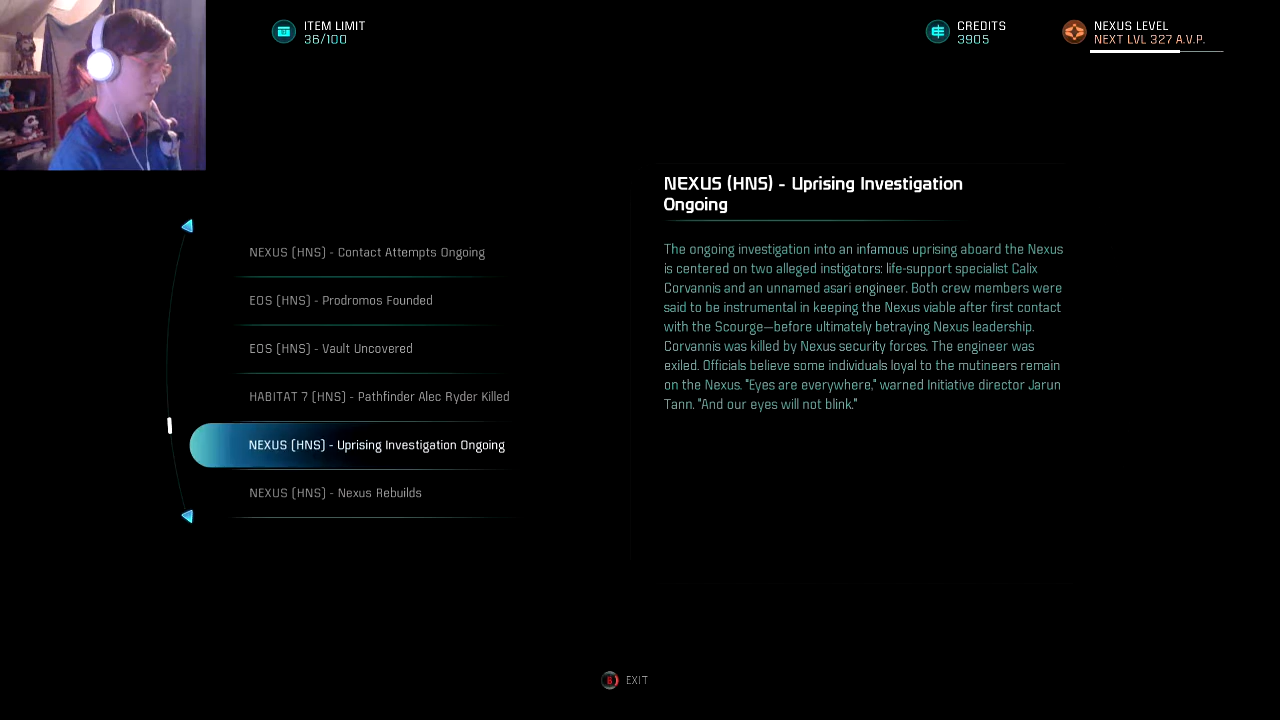 ITEM LIMIT
36/100
CREDITS
3905
NEXUS LEVEL
NEXT LVL 327 A.V.P.
NEXUS (HNS) - Contact Attempts Ongoing
EOS (HNS) - Prodromos Founded
EOS (HNS) - Vault Uncovered
HABITAT 7 (HNS) - Pathfinder Alec Ryder Killed
NEXUS (HNS) - Uprising Investigation Ongoing
NEXUS (HNS) - Nexus Rebuilds
NEXUS (HNS) - Uprising Investigation
Ongoing
The ongoing investigation into an infamous uprising aboard the Nexus
is centered on two alleged instigators: life-support specialist Calix
Corvannis and an unnamed asari engineer. Both crew members were
said to be instrumental in keeping the Nexus viable after first contact
with the Scourge—before ultimately betraying Nexus leadership.
Corvannis was killed by Nexus security forces. The engineer was
exiled. Officials believe some individuals loyal to the mutineers remain
on the Nexus. "Eyes are everywhere," warned Initiative director Jarun
Tann. "And our eyes will not blink."
B EXIT